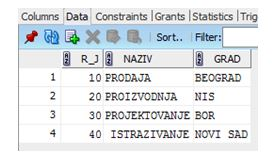 Columns Data Constraints Grants Statistics Trig
Sort.. Filter:
R_J NAZIV GRAD
1 10 PRODAJA BEOGRAD
2 20 PROIZVODNJA NIS
3 30 PROJEKTOVANJE BOR
4 40 ISTRAZIVANJE NOVI SAD